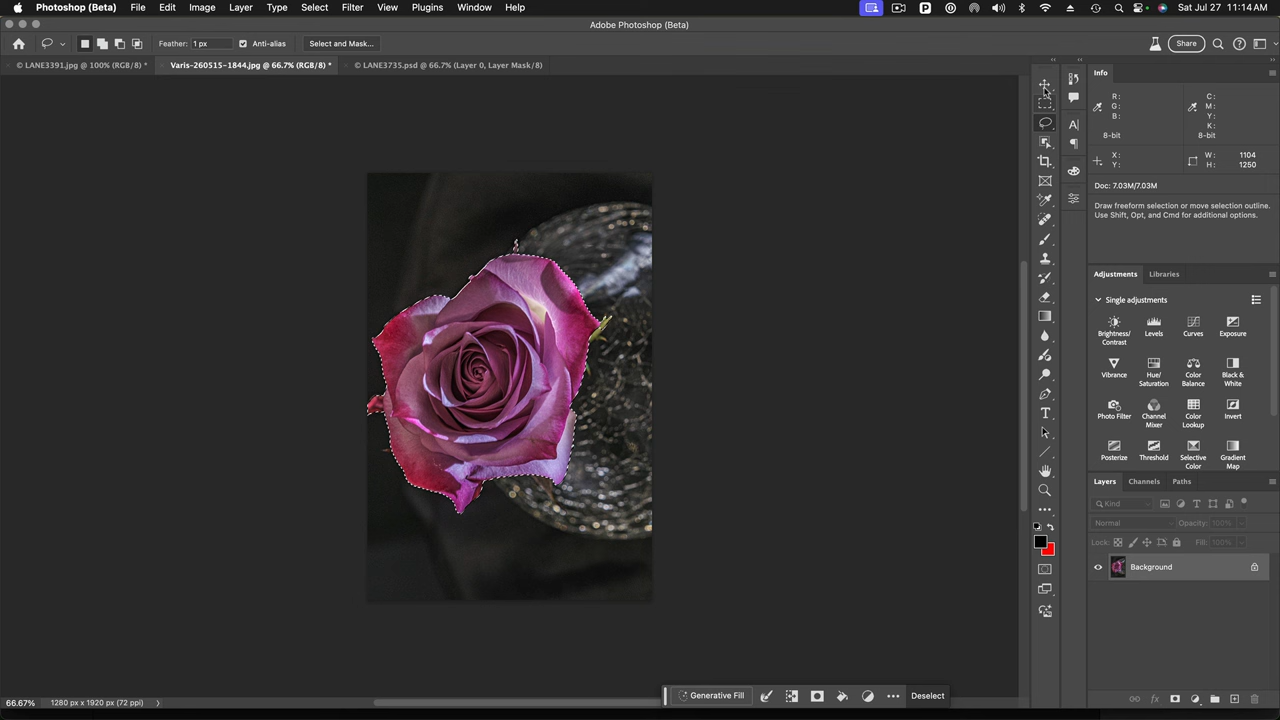 Photoshop (Beta) File Edit Image Layer Type Select Filter View Plugins Window Help Sat Jul 27 11:14 AM
Adobe Photoshop (Beta)
Feather: 1 px Anti-alias Select and Mask... Share
© LANE3391.jpg @ 100% (RGB/8) * Varis-260515-1844.jpg @ 66.7% (RGB/8) * © LANE3735.psd @ 66.7% (Layer 0, Layer Mask/8)
Info
R: C:
G: M:
B: Y:
K:
8-bit 8-bit
X: W: 1104
Y: H: 1250
Doc: 7.03M/7.03M
Draw freeform selection or move selection outline.
Use Shift, Opt, and Cmd for additional options.
Adjustments Libraries
Single adjustments
Brightness/ Levels Curves Exposure
Contrast
Vibrance Hue/ Color Black &
Saturation Balance White
Photo Filter Channel Color Invert
Mixer Lookup
Posterize Threshold Selective Gradient
Color Map
Layers Channels Paths
Kind
Normal Opacity: 100%
Lock: Fill: 100%
Background
Generative Fill Deselect
66.67% 1280 px x 1920 px (72 ppi)